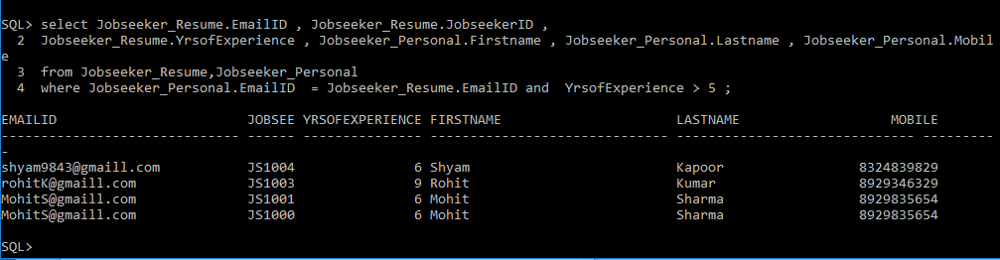 SQL> select Jobseeker_Resume.EmailID , Jobseeker_Resume.JobseekerID ,
  2  Jobseeker_Resume.YrsofExperience , Jobseeker_Personal.Firstname , Jobseeker_Personal.Lastname , Jobseeker_Personal.Mobil
e
  3  from Jobseeker_Resume,Jobseeker_Personal
  4  where Jobseeker_Personal.EmailID  = Jobseeker_Resume.EmailID and  YrsofExperience > 5 ;
EMAILID                        JOBSEE YRSOFEXPERIENCE FIRSTNAME                      LASTNAME                           MOBILE
------------------------------ ------ --------------- ------------------------------ ------------------------------ ---------
-
shyam9843@gmaill.com           JS1004               6 Shyam                          Kapoor                         8324839829
rohitK@gmaill.com              JS1003               9 Rohit                          Kumar                          8929346329
MohitS@gmaill.com              JS1001               6 Mohit                          Sharma                         8929835654
MohitS@gmaill.com              JS1000               6 Mohit                          Sharma                         8929835654
SQL>